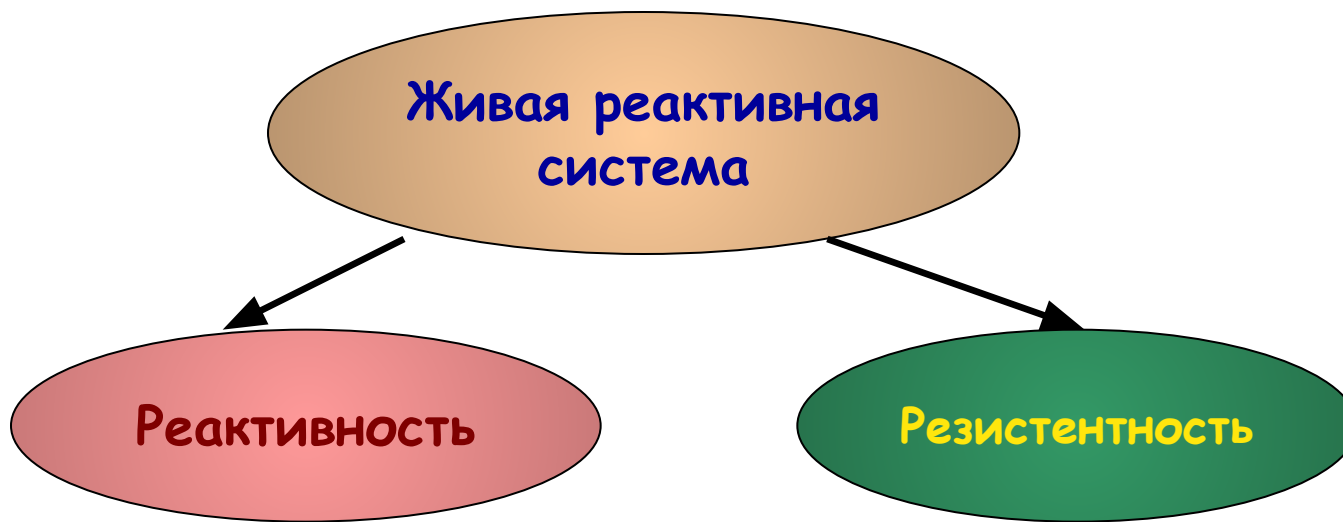 Живая реактивная
система
Реактивность
Резистентность